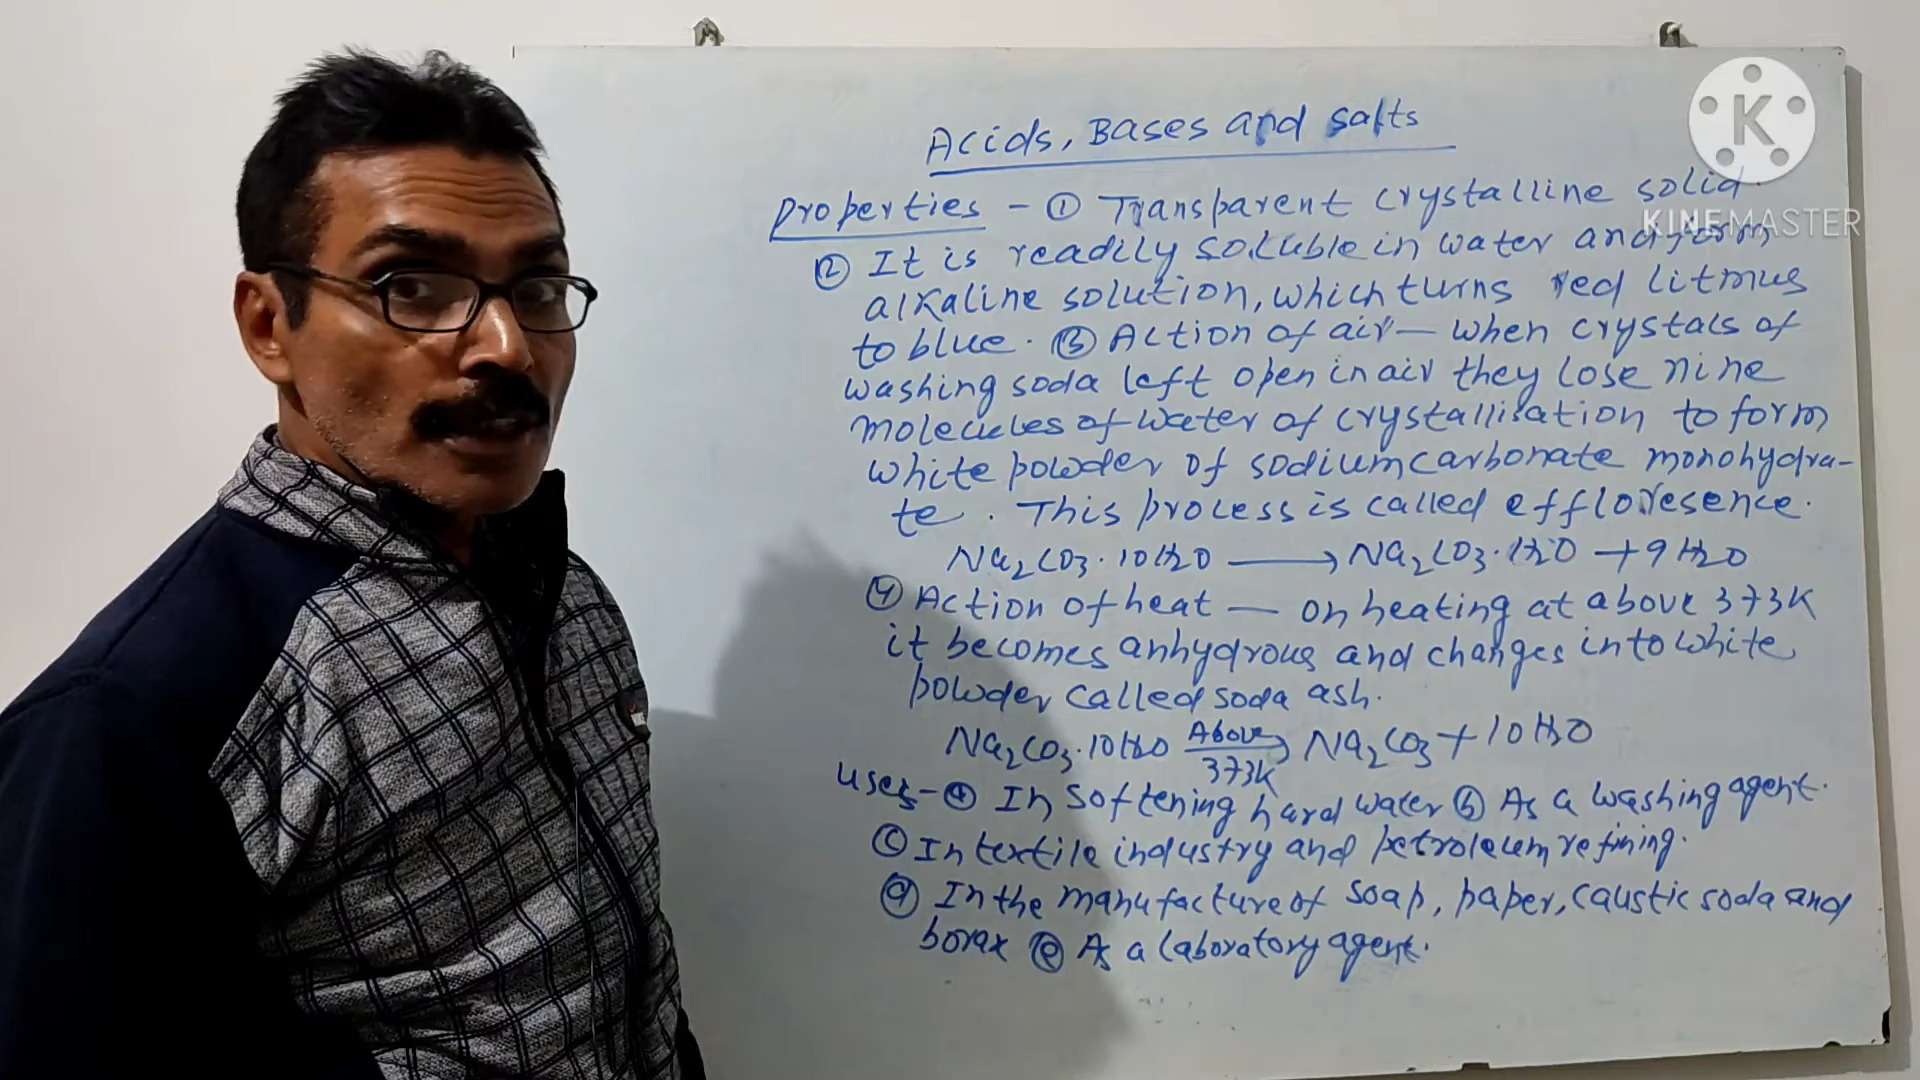 Acids, Bases and salts
K
Properties - ① Transparent crystalline solid.
KINEMASTER
② It is readily soluble in water and form
alkaline solution, which turns red litmus
to blue. ③ Action of air — when crystals of
washing soda left open in air they lose nine
molecules of water of crystallisation to form
white powder of sodium carbonate monohydra-
te. This process is called effloresence.
Na₂CO₃.10H₂O ⟶ Na₂CO₃.H₂O + 9H₂O
④ Action of heat — on heating at above 373K
it becomes anhydrous and changes into white
powder called soda ash.
Na₂CO₃.10H₂O Above 373K → Na₂CO₃ + 10H₂O
uses- ⓐ In softening hard water ⓑ As a washing agent.
ⓒ In textile industry and petroleum refining.
ⓓ In the manufacture of soap, paper, caustic soda and
borax ⓔ As a laboratory agent.